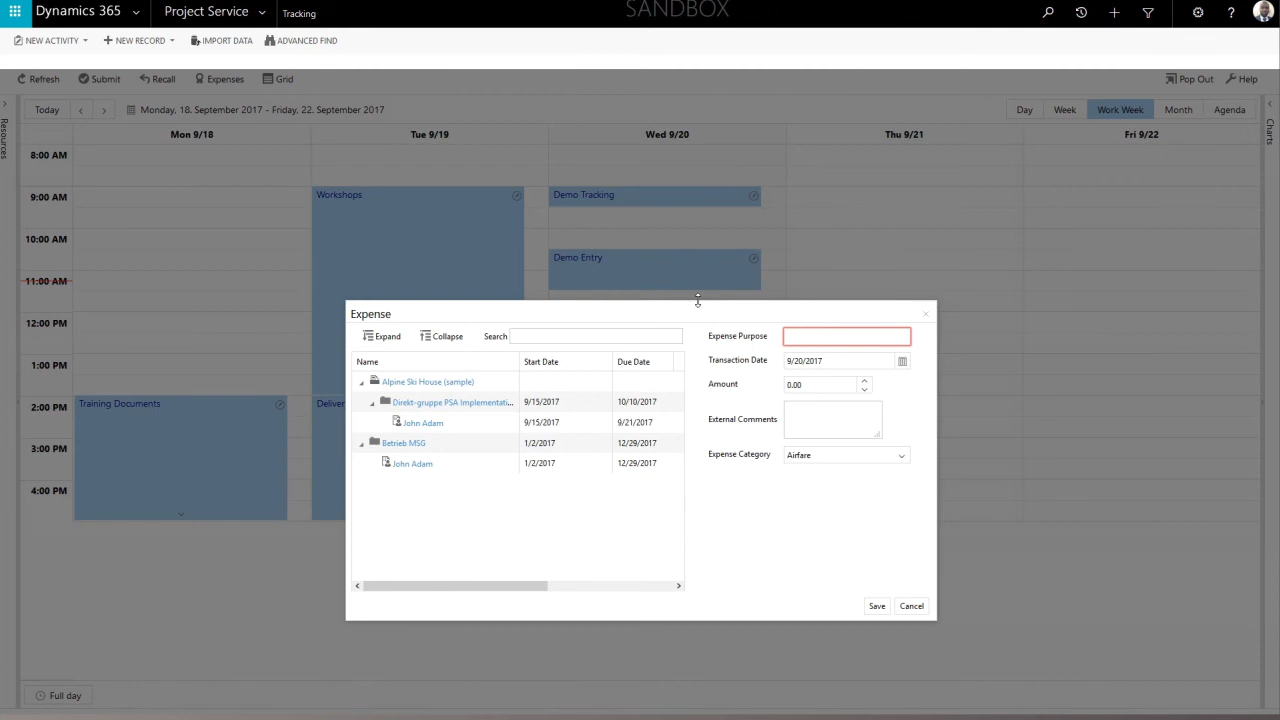 SANDBOX
Dynamics 365 Project Service Tracking
NEW ACTIVITY NEW RECORD IMPORT DATA ADVANCED FIND
Refresh Submit Recall Expenses Grid Pop Out Help
Today Monday, 18. September 2017 - Friday, 22. September 2017 Day Week Work Week Month Agenda
Resources
Charts
Mon 9/18 Tue 9/19 Wed 9/20 Thu 9/21 Fri 9/22
8:00 AM
9:00 AM Workshops Demo Tracking
10:00 AM
Demo Entry
11:00 AM
12:00 PM
1:00 PM
2:00 PM Training Documents Deliver
3:00 PM
4:00 PM
Expense
Expand Collapse Search
Name Start Date Due Date
Alpine Ski House (sample)
Direkt-gruppe PSA Implementati... 9/15/2017 10/10/2017
John Adam 9/15/2017 9/21/2017
Betrieb MSG 1/2/2017 12/29/2017
John Adam 1/2/2017 12/29/2017
Expense Purpose
Transaction Date 9/20/2017
Amount 0.00
External Comments
Expense Category Airfare
Save Cancel
Full day